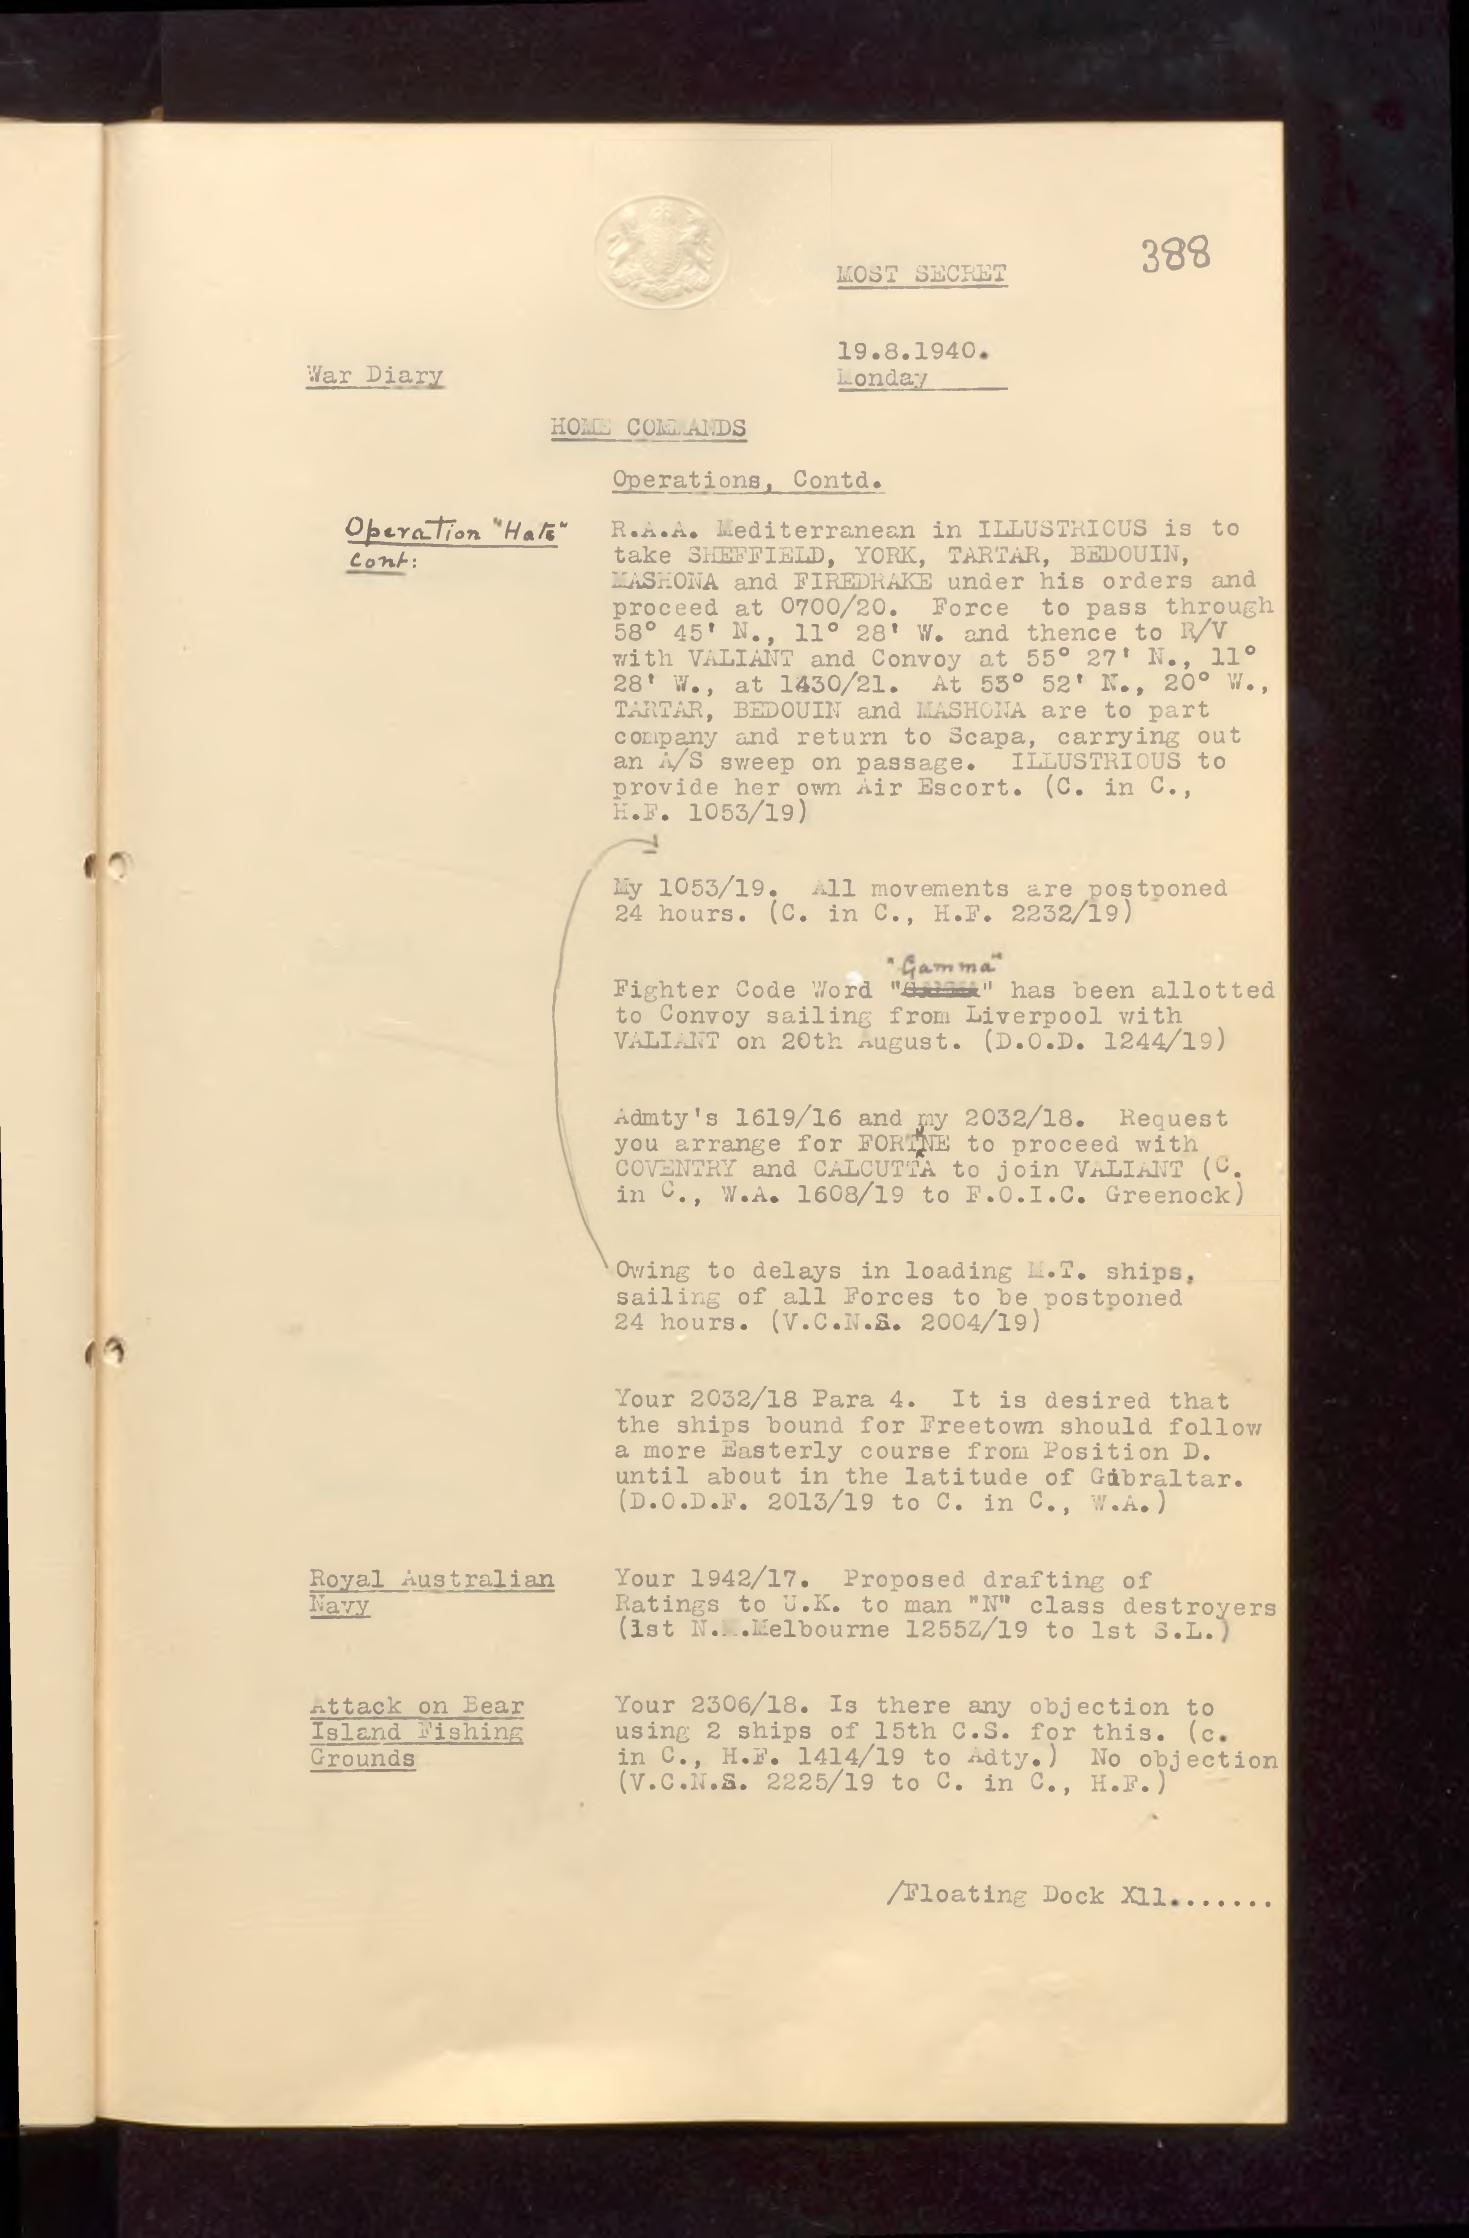 388
MOST SECRET
19.8.1940.
War Diary
Monday
HOME COMMANDS
Operations, Contd.
Operation "Hats"
Cont:
R.A.A. Mediterranean in ILLUSTRIOUS is to
take SHEFFIELD, YORK, TARTAR, BEDOUIN,
MASHONA and FIREDRAKE under his orders and
proceed at 0700/20. Force to pass through
58° 45' N., 11° 28' W. and thence to R/V
with VALIANT and Convoy at 55° 27' N., 11°
28' W., at 1430/21. At 53° 52' N., 20° W.,
TARTAR, BEDOUIN and MASHONA are to part
company and return to Scapa, carrying out
an A/S sweep on passage. ILLUSTRIOUS to
provide her own Air Escort. (C. in C.,
H.F. 1053/19)
My 1053/19. All movements are postponed
24 hours. (C. in C., H.F. 2232/19)
"Gamma"
Fighter Code Word "" has been allotted
to Convoy sailing from Liverpool with
VALIANT on 20th August. (D.O.D. 1244/19)
Admty's 1619/16 and my 2032/18. Request
you arrange for FORTNE to proceed with
COVENTRY and CALCUTTA to join VALIANT (C.
in C., W.A. 1608/19 to F.O.I.C. Greenock)
Owing to delays in loading M.T. ships,
sailing of all Forces to be postponed
24 hours. (V.C.N.S. 2004/19)
Your 2032/18 Para 4. It is desired that
the ships bound for Freetown should follow
a more Easterly course from Position D.
until about in the latitude of Gibraltar.
(D.O.D.F. 2013/19 to C. in C., W.A.)
Royal Australian
Navy
Your 1942/17. Proposed drafting of
Ratings to U.K. to man "N" class destroyers
(1st N.M.Melbourne 1255Z/19 to 1st S.L.)
Attack on Bear
Island Fishing
Grounds
Your 2306/18. Is there any objection to
using 2 ships of 15th C.S. for this. (c.
in C., H.F. 1414/19 to Adty.) No objection
(V.C.N.S. 2225/19 to C. in C., H.F.)
/Floating Dock X11.......